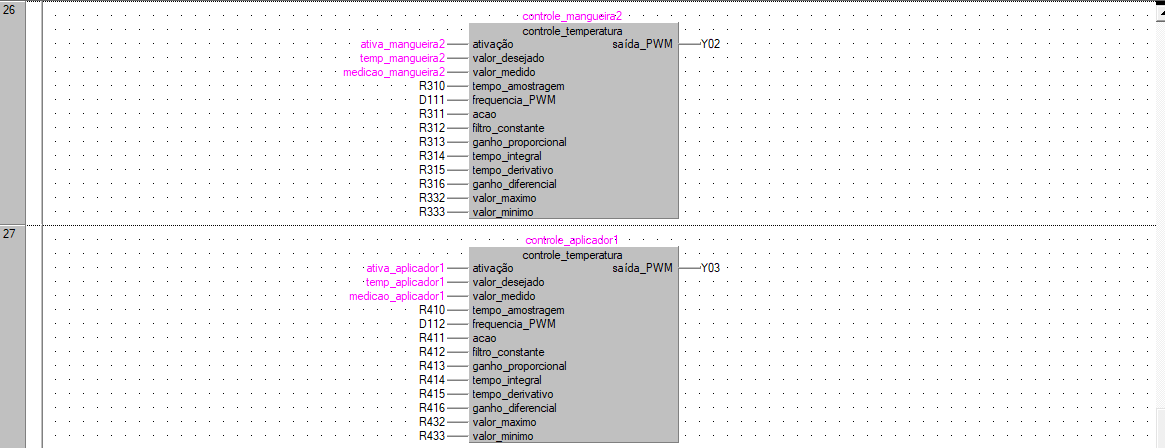 26
controle_mangueira2
controle_temperatura
ativa_mangueira2 ativação saída_PWM Y02
temp_mangueira2 valor_desejado
medicao_mangueira2 valor_medido
R310 tempo_amostragem
D111 frequencia_PWM
R311 acao
R312 filtro_constante
R313 ganho_proporcional
R314 tempo_integral
R315 tempo_derivativo
R316 ganho_diferencial
R332 valor_maximo
R333 valor_minimo
27
controle_aplicador1
controle_temperatura
ativa_aplicador1 ativação saída_PWM Y03
temp_aplicador1 valor_desejado
medicao_aplicador1 valor_medido
R410 tempo_amostragem
D112 frequencia_PWM
R411 acao
R412 filtro_constante
R413 ganho_proporcional
R414 tempo_integral
R415 tempo_derivativo
R416 ganho_diferencial
R432 valor_maximo
R433 valor_minimo